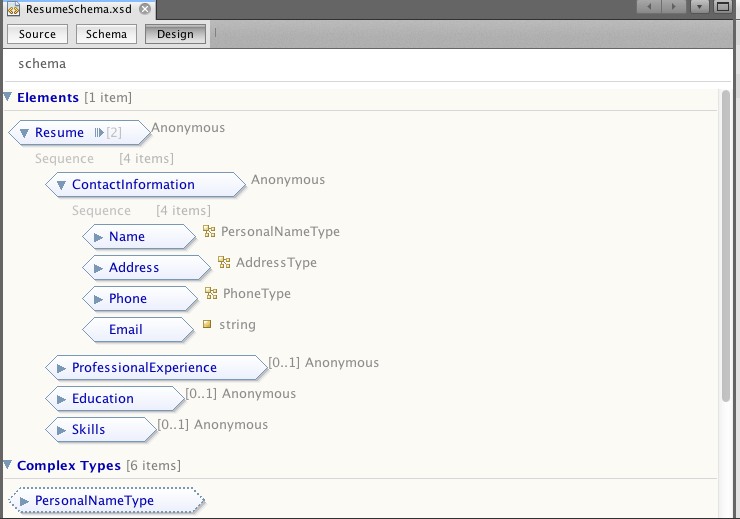 ResumeSchema.xsd
Source Schema Design
schema
Elements [1 item]
Resume [2] Anonymous
Sequence [4 items]
ContactInformation Anonymous
Sequence [4 items]
Name PersonalNameType
Address AddressType
Phone PhoneType
Email string
ProfessionalExperience [0..1] Anonymous
Education [0..1] Anonymous
Skills [0..1] Anonymous
Complex Types [6 items]
PersonalNameType